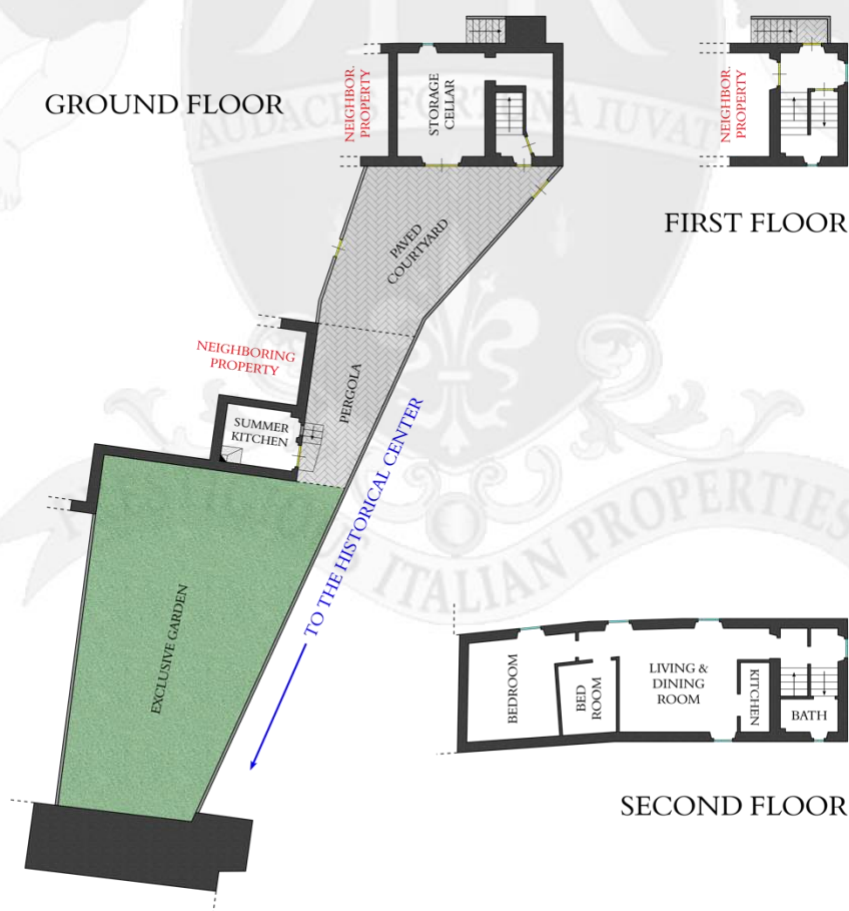 GROUND FLOOR
NEIGHBOR.
PROPERTY
STORAGE
CELLAR
NEIGHBOR.
PROPERTY
AUDACES FORTUNA IUVAT
FIRST FLOOR
PAVED
COURTYARD
NEIGHBORING
PROPERTY
PERGOLA
SUMMER
KITCHEN
TO THE HISTORICAL CENTER
ITALIAN PROPERTIES
EXCLUSIVE GARDEN
BEDROOM
BED
ROOM
LIVING &
DINING
ROOM
KITCHEN
BATH
SECOND FLOOR